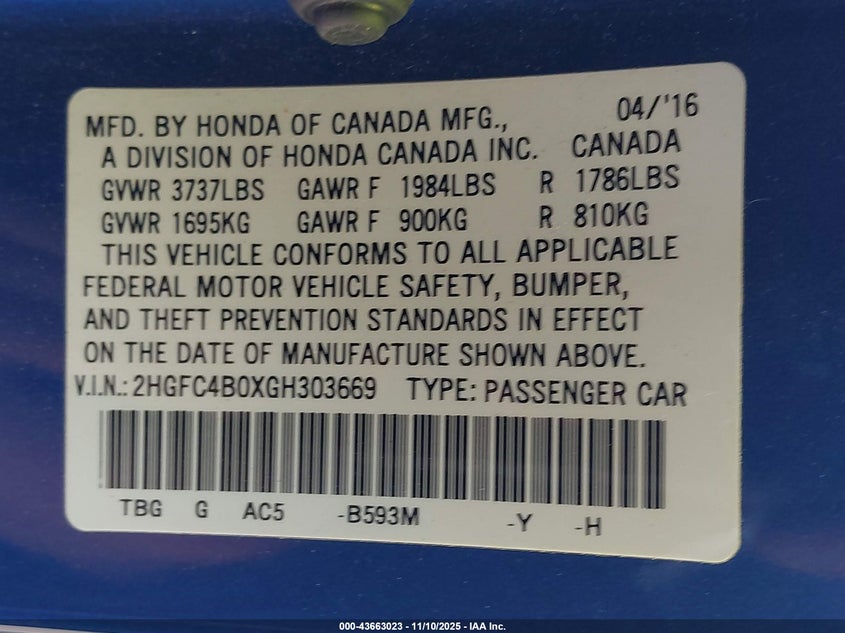 MFD. BY HONDA OF CANADA MFG., 04/'16
A DIVISION OF HONDA CANADA INC. CANADA
GVWR 3737LBS GAWR F 1984LBS R 1786LBS
GVWR 1695KG GAWR F 900KG R 810KG
THIS VEHICLE CONFORMS TO ALL APPLICABLE
FEDERAL MOTOR VEHICLE SAFETY, BUMPER,
AND THEFT PREVENTION STANDARDS IN EFFECT
ON THE DATE OF MANUFACTURE SHOWN ABOVE.
V.I.N.: 2HGFC4B0XGH303669 TYPE: PASSENGER CAR
TBG G AC5 -B593M -Y -H
000-43663023 - 11/10/2025 - IAA Inc.